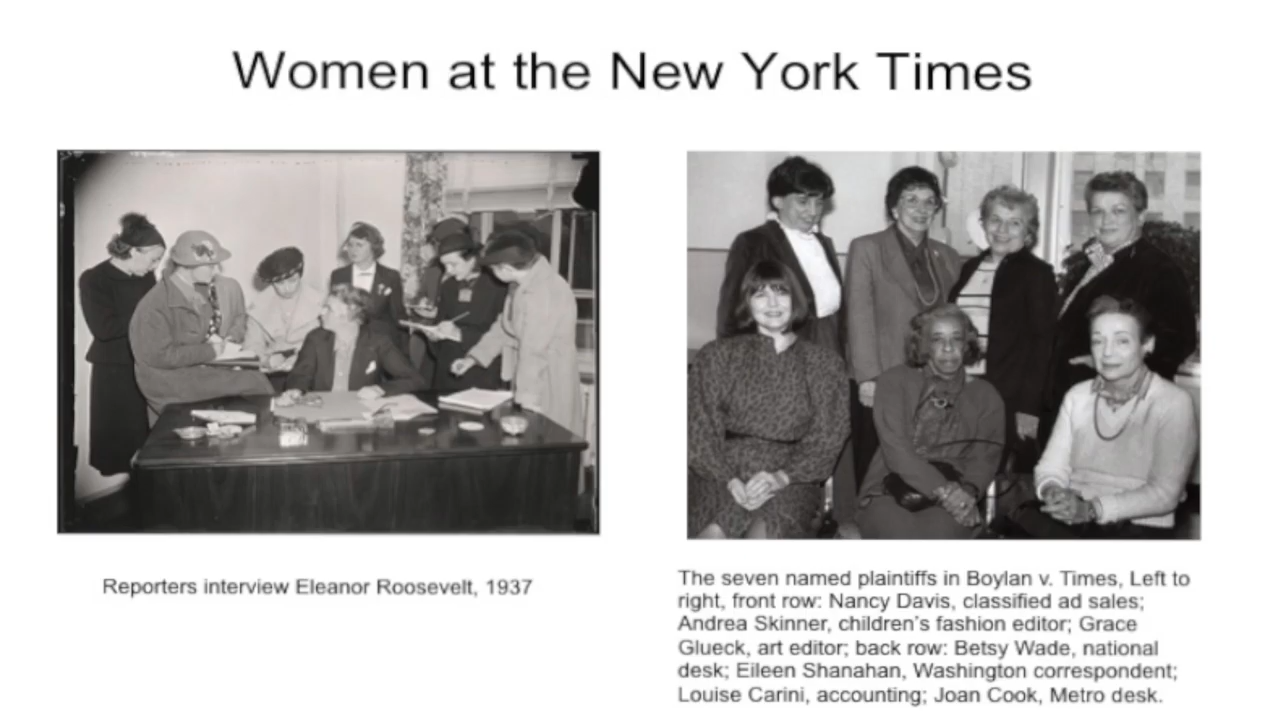 Women at the New York Times
Reporters interview Eleanor Roosevelt, 1937
The seven named plaintiffs in Boylan v. Times, Left to
right, front row: Nancy Davis, classified ad sales;
Andrea Skinner, children's fashion editor; Grace
Glueck, art editor; back row: Betsy Wade, national
desk; Eileen Shanahan, Washington correspondent;
Louise Carini, accounting; Joan Cook, Metro desk.